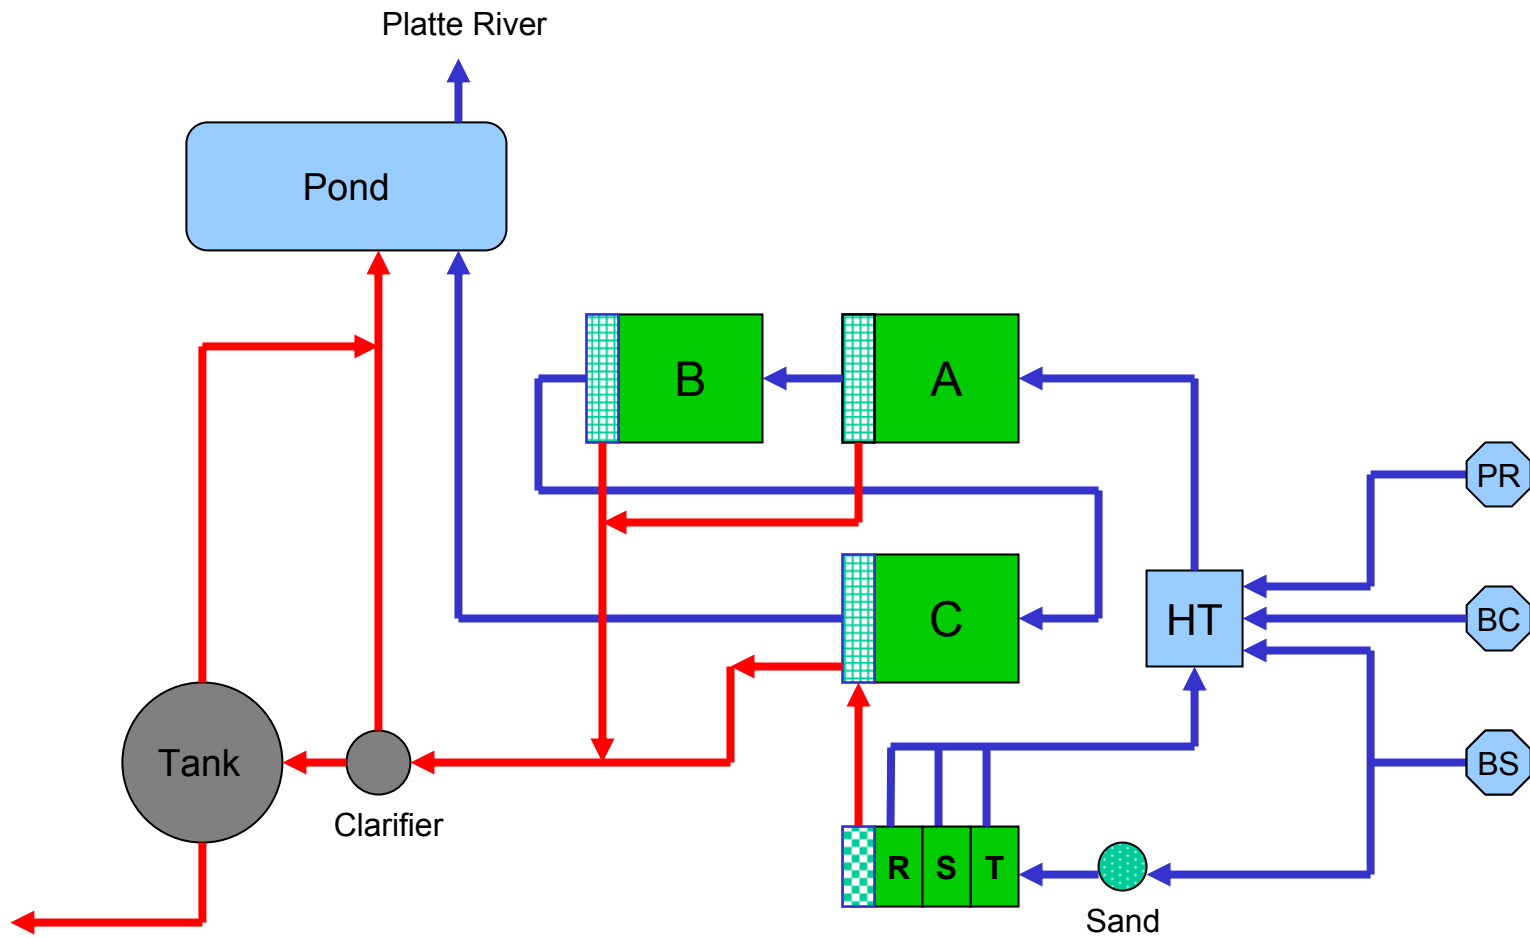 Platte River
Pond
B
A
PR
HT
BC
C
Tank
BS
Clarifier
R
S
T
Sand